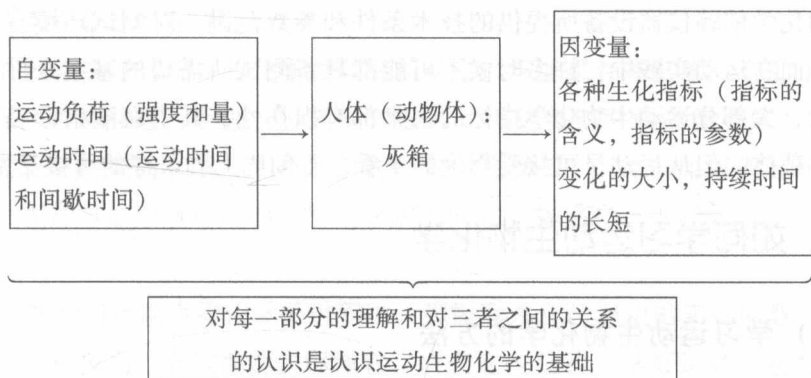 自变量：
运动负荷（强度和量）
运动时间（运动时间
和间歇时间）
人体（动物体）：
灰箱
因变量：
各种生化指标（指标的
含义，指标的参数）
变化的大小，持续时间
的长短
对每一部分的理解和对三者之间的关系
的认识是认识运动生物化学的基础